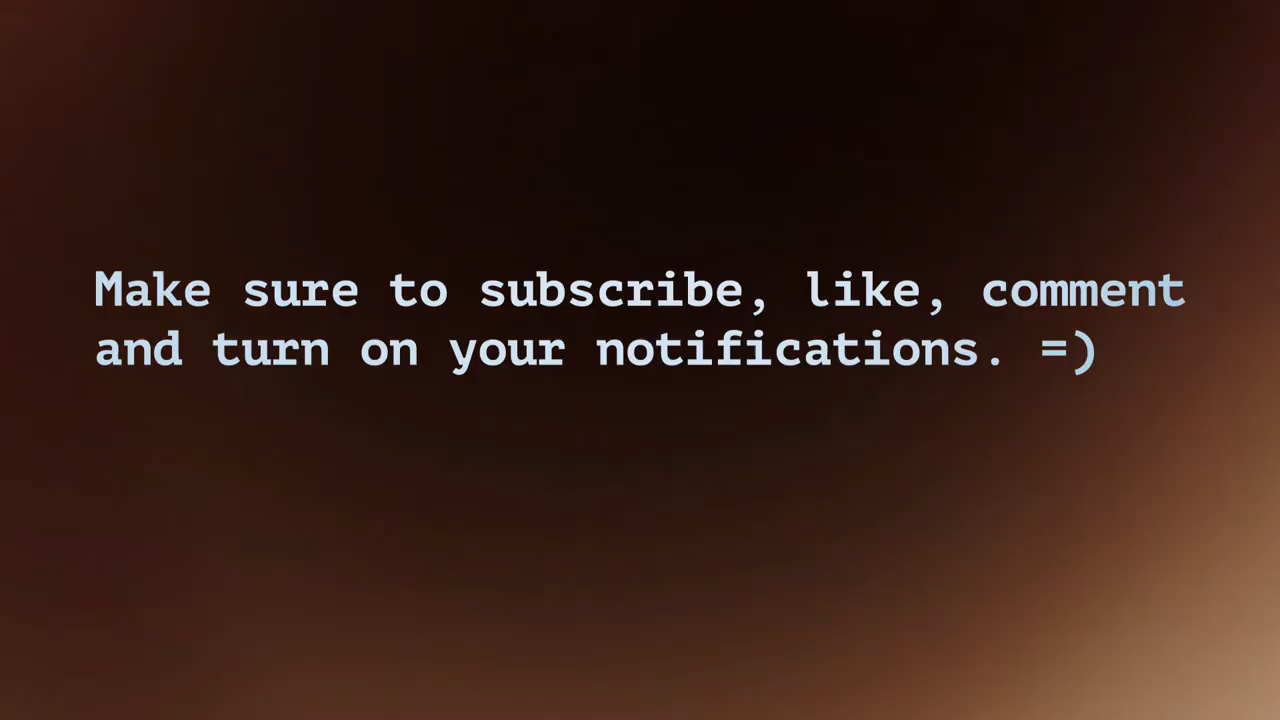 Make sure to subscribe, like, comment
and turn on your notifications. =)